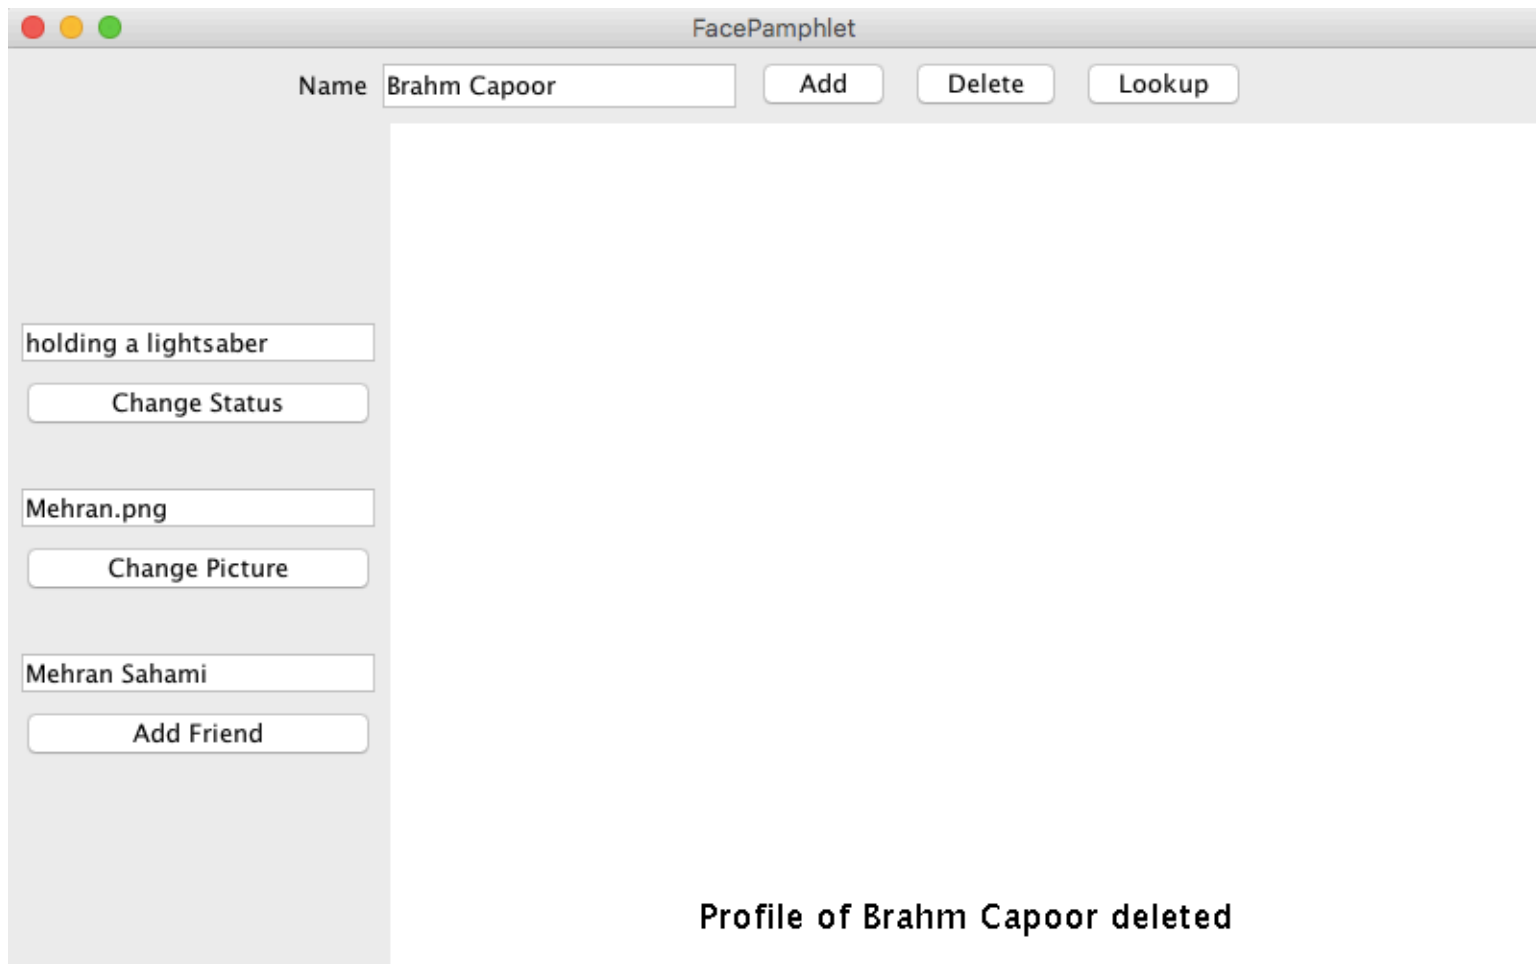 FacePamphlet
Name Brahm Capoor Add Delete Lookup
holding a lightsaber
Change Status
Mehran.png
Change Picture
Mehran Sahami
Add Friend
Profile of Brahm Capoor deleted